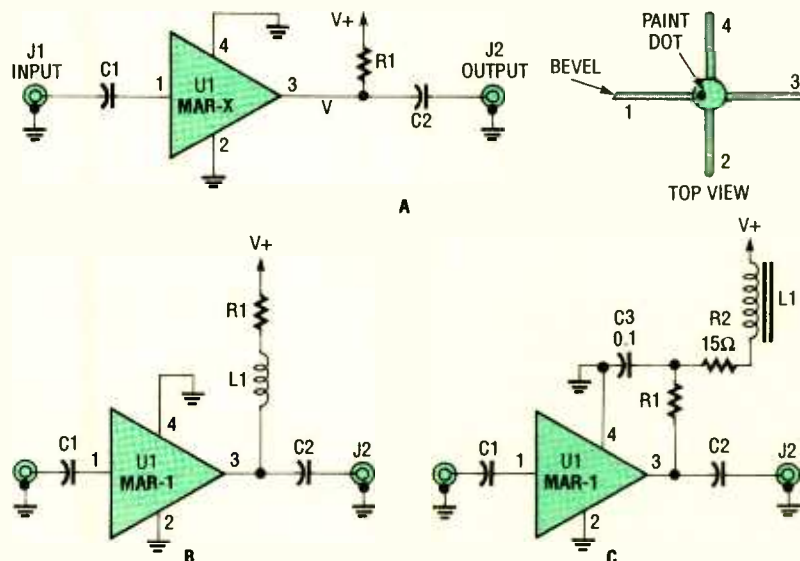 V+
J1
INPUT
C1
1
U1
MAR-X
4
2
3
V
R1
C2
J2
OUTPUT
A
PAINT
DOT
4
BEVEL
1
3
2
TOP VIEW
V+
R1
L1
4
C1
1
U1
MAR-1
3
2
C2
J2
B
V+
L1
C3
0.1
R2
15Ω
R1
4
C1
1
U1
MAR-1
3
2
C2
J2
C